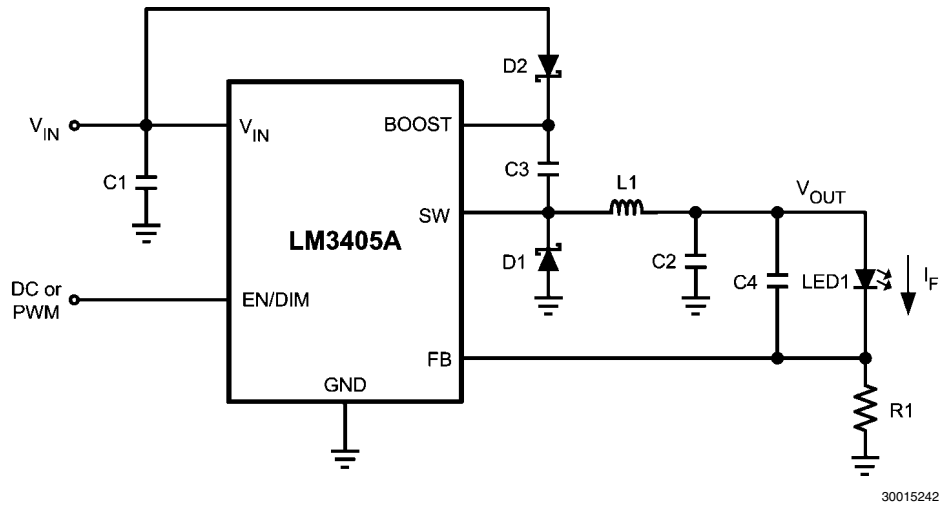 D2
V_IN
V_IN
BOOST
C1
C3
L1
V_OUT
SW
LM3405A
D1
C2
C4
LED1
I_F
DC or
PWM
EN/DIM
FB
GND
R1
30015242